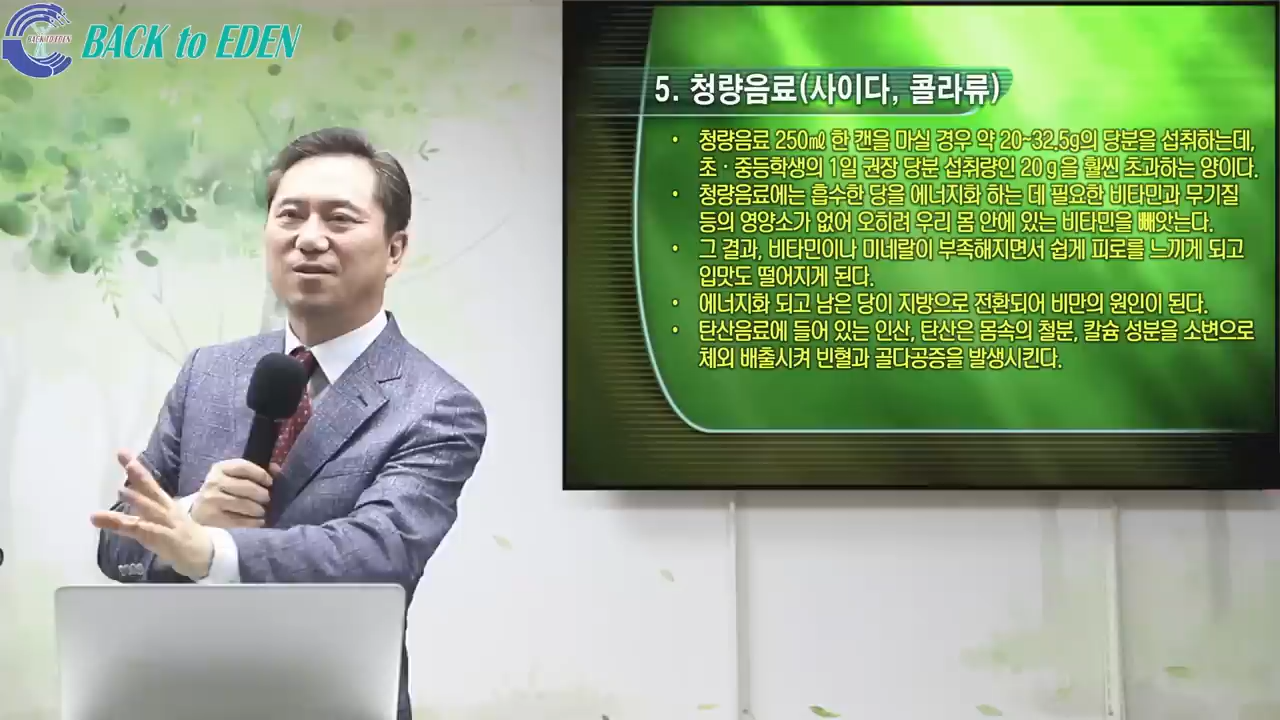 BACK to EDEN
BACK TO EDEN
5. 청량음료(사이다, 콜라류)
• 청량음료 250㎖ 한 캔을 마실 경우 약 20~32.5g의 당분을 섭취하는데,
초·중등학생의 1일 권장 당분 섭취량인 20g을 훨씬 초과하는 양이다.
• 청량음료에는 흡수한 당을 에너지화 하는 데 필요한 비타민과 무기질
등의 영양소가 없어 오히려 우리 몸 안에 있는 비타민을 빼앗는다.
• 그 결과, 비타민이나 미네랄이 부족해지면서 쉽게 피로를 느끼게 되고
입맛도 떨어지게 된다.
• 에너지화 되고 남은 당이 지방으로 전환되어 비만의 원인이 된다.
• 탄산음료에 들어 있는 인산, 탄산은 몸속의 철분, 칼슘 성분을 소변으로
체외 배출시켜 빈혈과 골다공증을 발생시킨다.